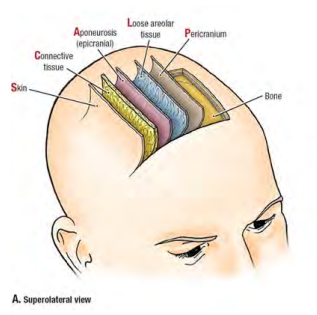 Skin
Connective
tissue
Aponeurosis
(epicranial)
Loose areolar
tissue
Pericranium
Bone
A. Superolateral view